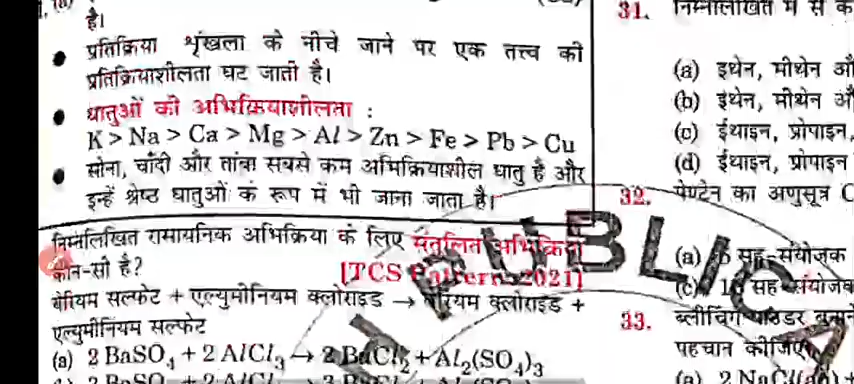 है।
प्रतिक्रिया शृंखला के नीचे जाने पर एक तत्त्व की
प्रतिक्रियाशीलता घट जाती है।
धातुओं की अभिक्रियाशीलता :
K > Na > Ca > Mg > Al > Zn > Fe > Pb > Cu
सोना, चाँदी और तांबा सबसे कम अभिक्रियाशील धातु है और
इन्हें श्रेष्ठ धातुओं के रूप में भी जाना जाता है।
निम्नलिखित रासायनिक अभिक्रिया के लिए संतुलित अभिक्रिया
कौन-सी है?
[TCS Pattern 2021]
बेरियम सल्फेट + एल्युमीनियम क्लोराइड → बेरियम क्लोराइड +
एल्युमीनियम सल्फेट
(a) 2 BaSO₄ + 2 AlCl₃ → 2 BaCl₂ + Al₂(SO₄)₃
31. निम्नलिखित में से
(a) इथेन, मीथेन
(b) इथेन, मीथेन
(c) ईथाइन, प्रोपाइन,
(d) ईथाइन, प्रोपाइन
32. पेण्टेन का अणुसूत्र C
(a) 6 सह-संयोजक
(c) सह-संयोजक
33. ब्लीचिंग पाउडर
पहचान कीजिए
PUBLICA